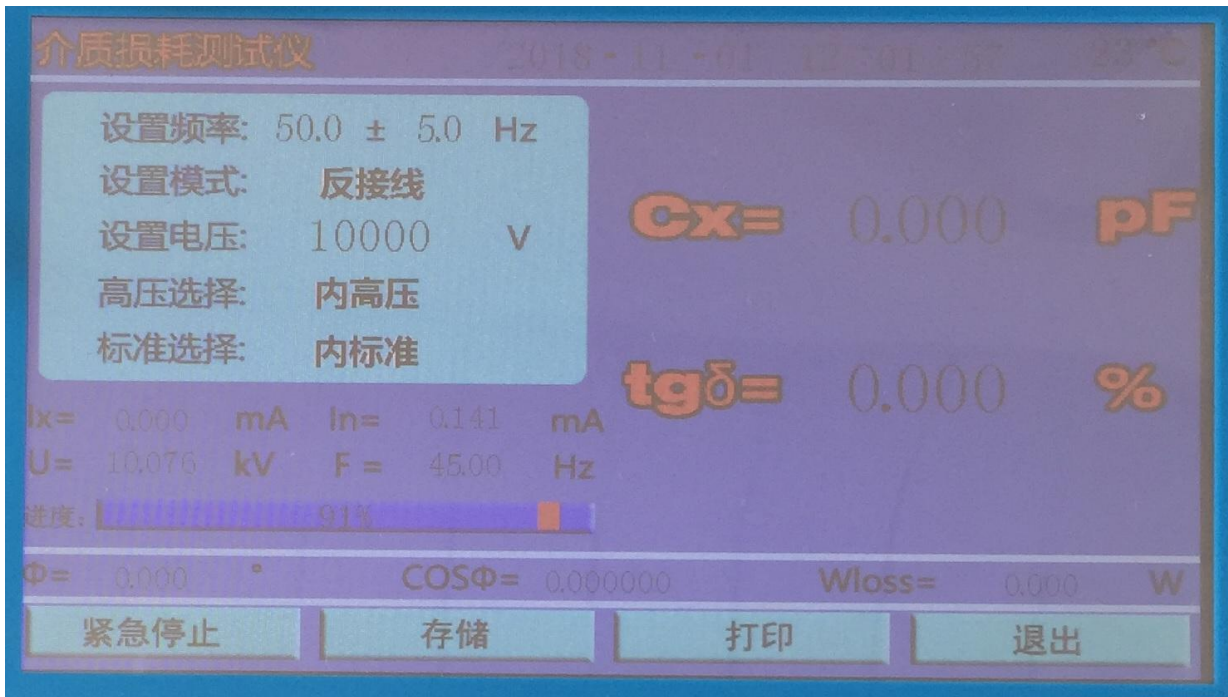 介质损耗测试仪 2018-11-01 22℃
设置频率: 50.0 ± 5.0 Hz
设置模式: 反接线
设置电压: 10000 V
高压选择: 内高压
标准选择: 内标准
Cx= 0.000 pF
tgδ= 0.000 %
Ix= 0.000 mA In= 0.141 mA
U= 10.076 kV F= 45.00 Hz
进度: 91%
Φ= 0.000 ° COSΦ= 0.000000 Wloss= 0.000 W
紧急停止 存储 打印 退出